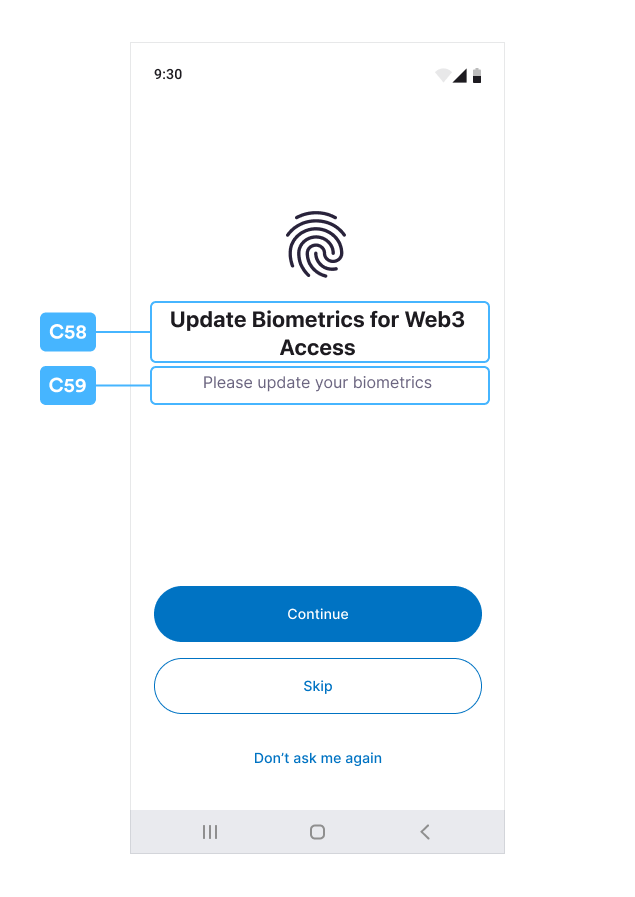 9:30
C58
Update Biometrics for Web3
Access
C59
Please update your biometrics
Continue
Skip
Don’t ask me again